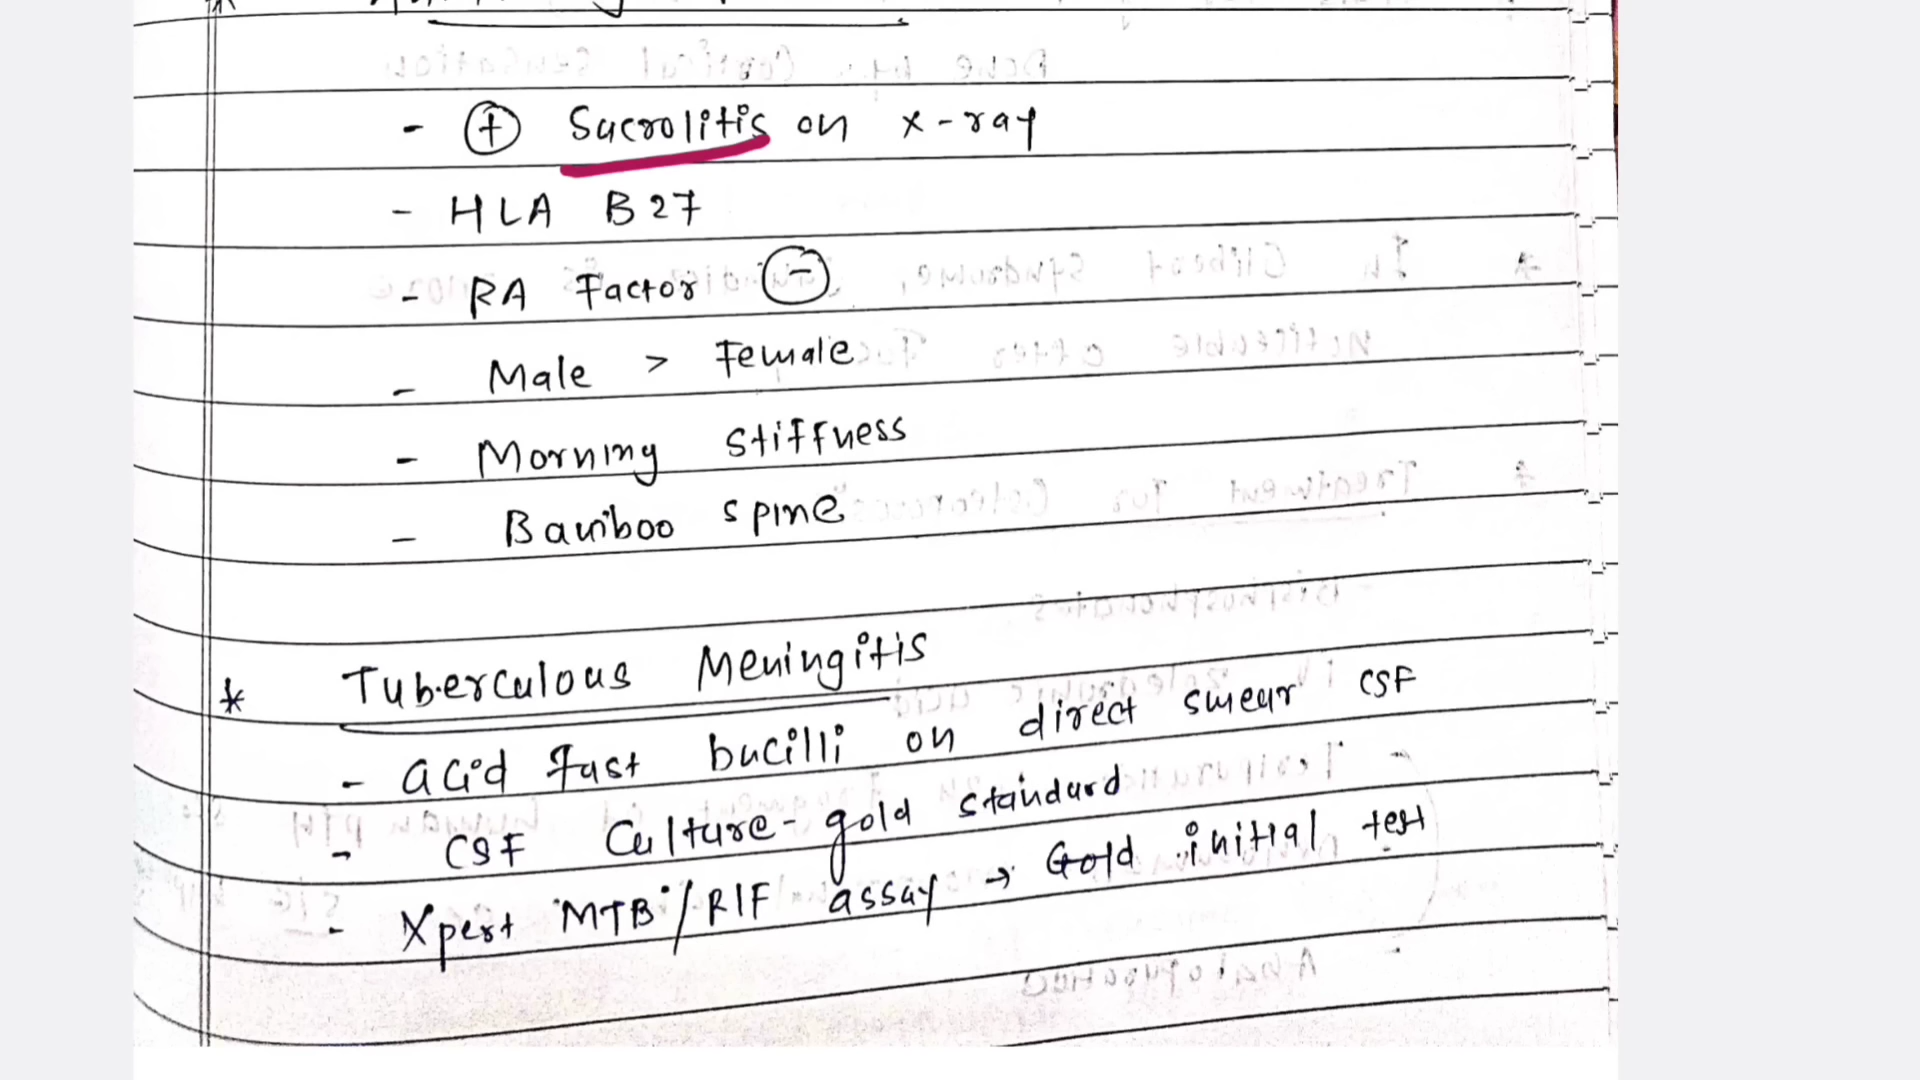 - (+) Sacrolitis on x-ray
- HLA B27
- RA Factor (-)
- Male > Female
- Morning stiffness
- Bamboo spine
* Tuberculous Meningitis
- acid fast bacilli on direct smear CSF
- CSF Culture - gold standard
- Xpert MTB/RIF assay → Gold initial test